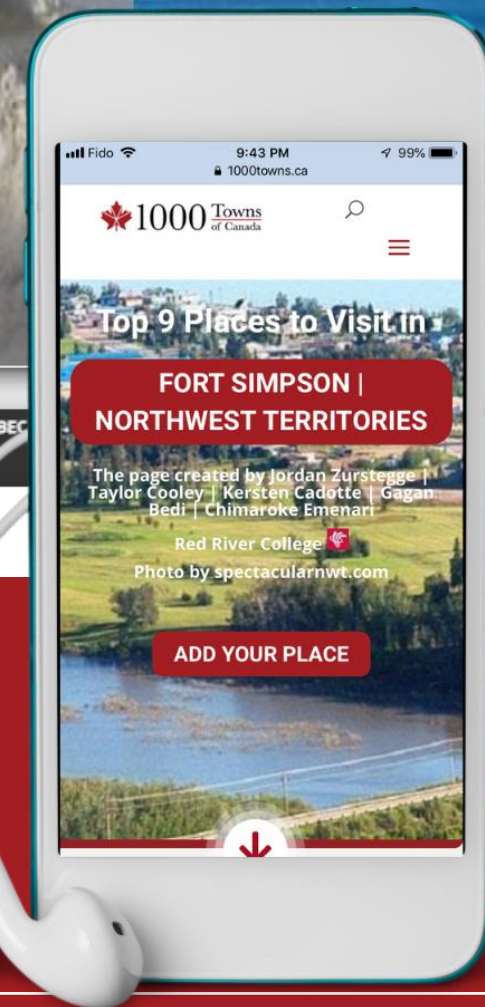 Fido
9:43 PM
99%
1000towns.ca
1000 Towns
of Canada
Top 9 Places to Visit in
FORT SIMPSON |
NORTHWEST TERRITORIES
The page created by Jordan Zurstegge |
Taylor Cooley | Kersten Cadotte | Gagan
Bedi | Chimaroke Emenari
Red River College
Photo by spectacularnwt.com
ADD YOUR PLACE